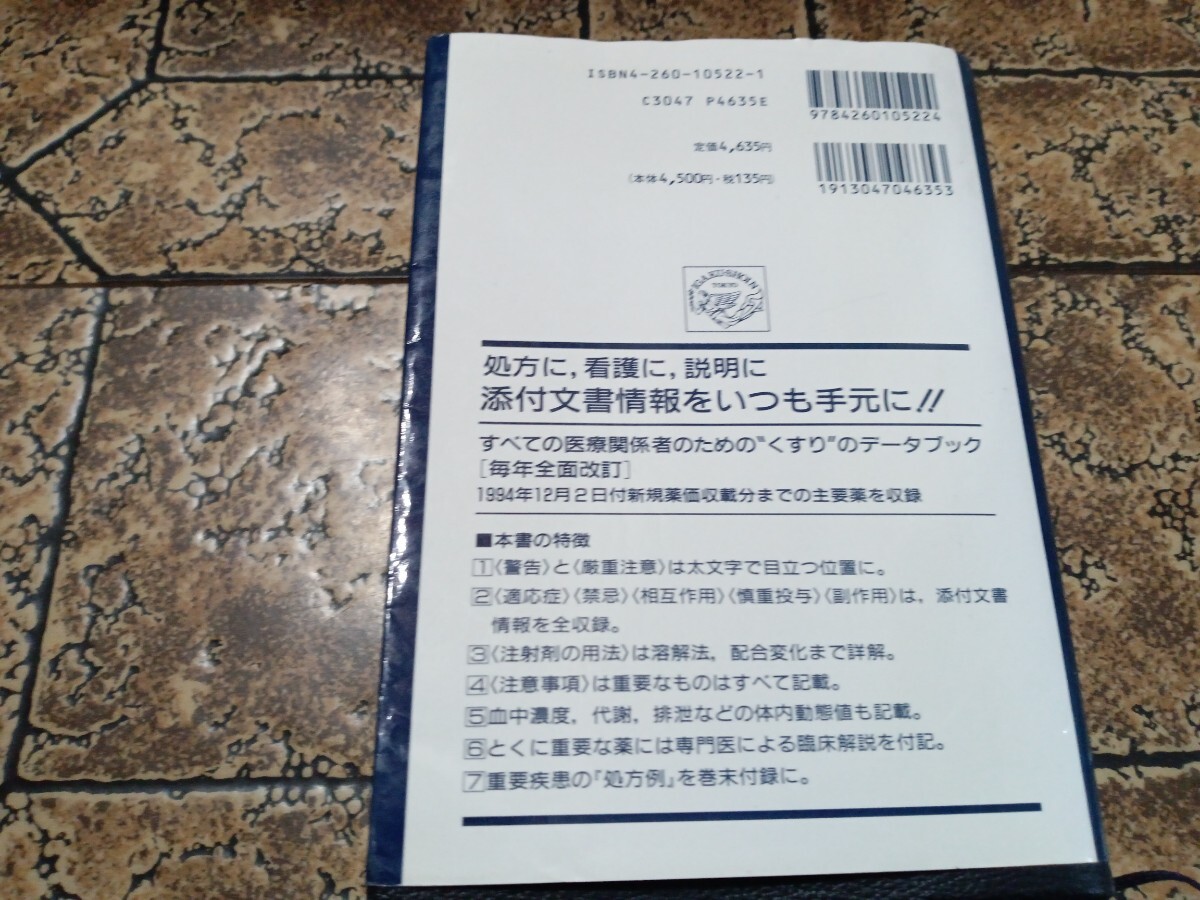 ISBN4-260-10522-1
C3047 P4635E
9784260105224
定価4,635円
(本体4,500円・税135円)
1913047046353
IGAKU-SHOIN
TOKYO
処方に,看護に,説明に
添付文書情報をいつも手元に!!
すべての医療関係者のための"くすり"のデータブック
[毎年全面改訂]
1994年12月2日付新規薬価収載分までの主要薬を収録
■本書の特徴
1〈警告〉と〈厳重注意〉は太文字で目立つ位置に。
2〈適応症〉〈禁忌〉〈相互作用〉〈慎重投与〉〈副作用〉は,添付文書
情報を全収録。
3〈注射剤の用法〉は溶解法,配合変化まで詳解。
4〈注意事項〉は重要なものはすべて記載。
5血中濃度,代謝,排泄などの体内動態値も記載。
6とくに重要な薬には専門医による臨床解説を付記。
7重要疾患の「処方例」を巻末付録に。